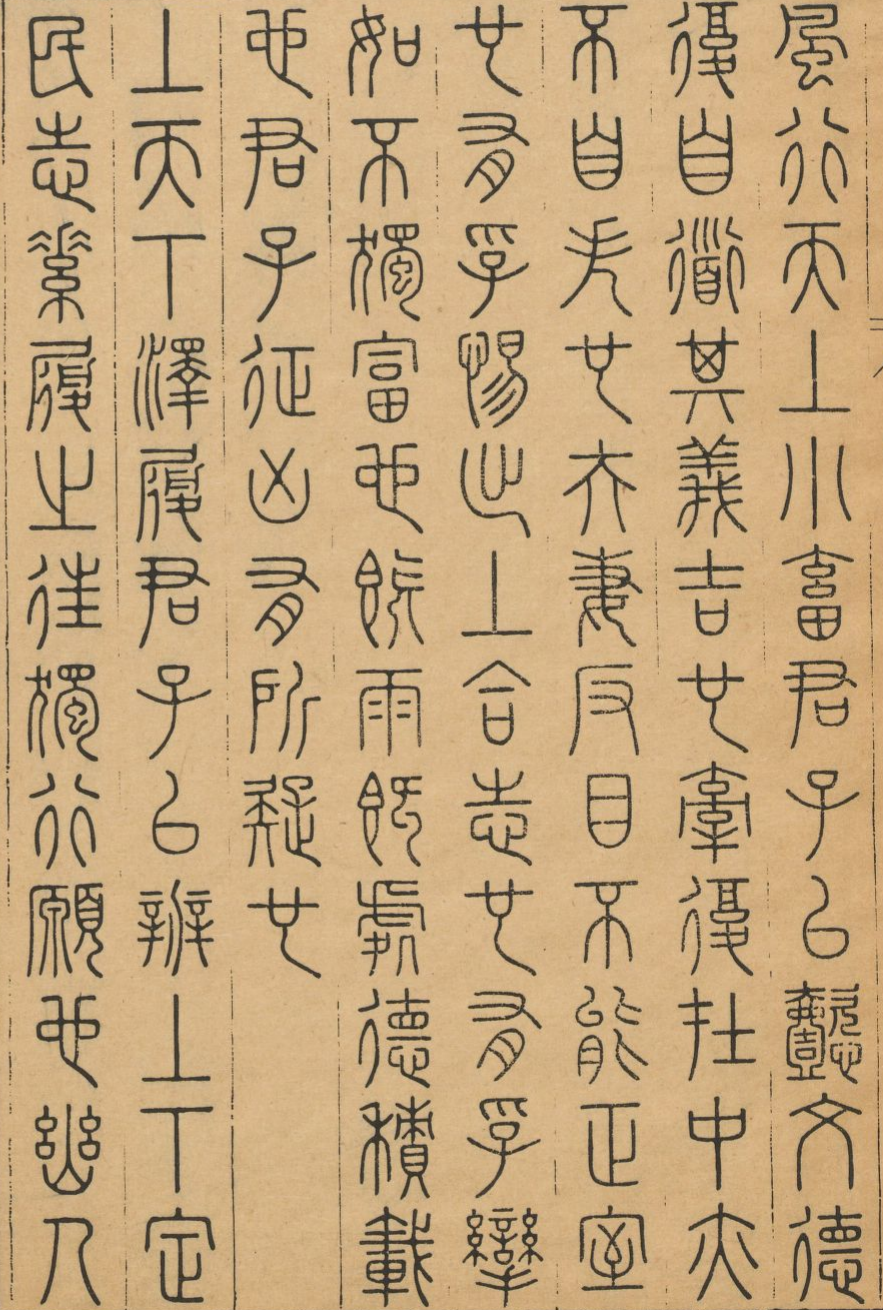 風行天上小畜君子以懿文德
復自道其義吉也牽復在中亦
不自失也夫妻反目不能正室
也有孚惕出上合志也有孚攣
如不獨富也既雨既處德積載
也君子征凶有所疑也
上天下澤履君子以辨上下定
民志素履之往獨行願也幽人